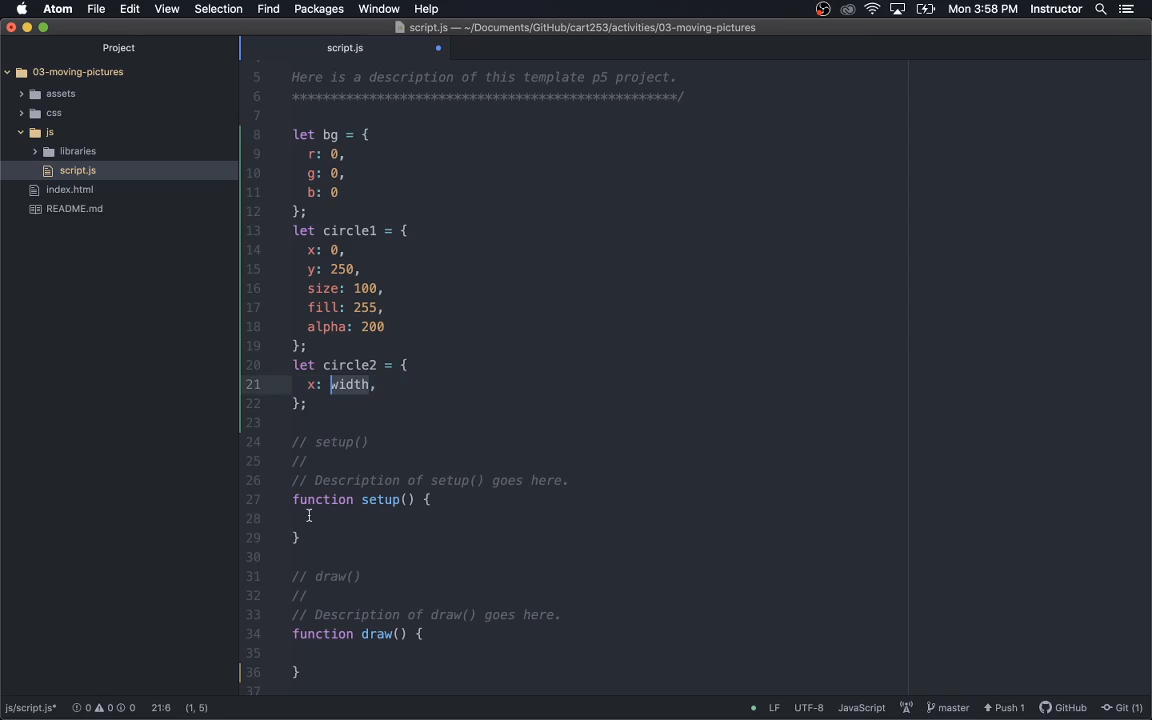 Atom File Edit View Selection Find Packages Window Help Mon 3:58 PM Instructor
script.js — ~/Documents/GitHub/cart253/activities/03-moving-pictures
Project
script.js
03-moving-pictures
assets
css
js
libraries
script.js
index.html
README.md
5 Here is a description of this template p5 project.
6 **************************************************/
7
8 let bg = {
9 r: 0,
10 g: 0,
11 b: 0
12 };
13 let circle1 = {
14 x: 0,
15 y: 250,
16 size: 100,
17 fill: 255,
18 alpha: 200
19 };
20 let circle2 = {
21 x: width,
22 };
23
24 // setup()
25 //
26 // Description of setup() goes here.
27 function setup() {
28
29 }
30
31 // draw()
32 //
33 // Description of draw() goes here.
34 function draw() {
35
36 }
37
js/script.js* 0 0 0 21:6 (1, 5) LF UTF-8 JavaScript master Push 1 GitHub Git (1)